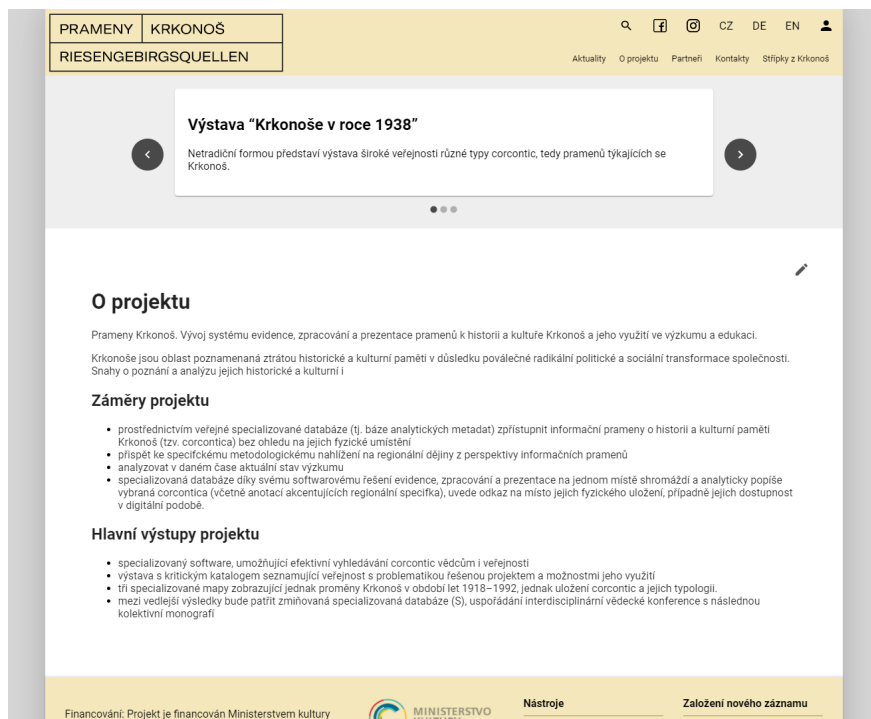 PRAMENY KRKONOŠ
RIESENGEBIRGSQUELLEN
CZ DE EN
Aktuality O projektu Partneři Kontakty Střípky z Krkonoš
Výstava “Krkonoše v roce 1938”
Netradiční formou představí výstava široké veřejnosti různé typy corcontic, tedy pramenů týkajících se
Krkonoš.
O projektu
Prameny Krkonoš. Vývoj systému evidence, zpracování a prezentace pramenů k historii a kultuře Krkonoš a jeho využití ve výzkumu a edukaci.
Krkonoše jsou oblast poznamenaná ztrátou historické a kulturní paměti v důsledku poválečné radikální politické a sociální transformace společnosti.
Snahy o poznání a analýzu jejich historické a kulturní i
Záměry projektu
prostřednictvím veřejné specializované databáze (tj. báze analytických metadat) zpřístupnit informační prameny o historii a kulturní paměti
Krkonoš (tzv. corcontica) bez ohledu na jejich fyzické umístění
přispět ke specifckému metodologickému nahlížení na regionální dějiny z perspektivy informačních pramenů
analyzovat v daném čase aktuální stav výzkumu
specializovaná databáze díky svému softwarovému řešení evidence, zpracování a prezentace na jednom místě shromáždí a analyticky popíše
vybraná corcontica (včetně anotací akcentujících regionální specifka), uvede odkaz na místo jejich fyzického uložení, případně jejich dostupnost
v digitální podobě.
Hlavní výstupy projektu
specializovaný software, umožňující efektivní vyhledávání corcontic vědcům i veřejnosti
výstava s kritickým katalogem seznamující veřejnost s problematikou řešenou projektem a možnostmi jeho využití
tři specializované mapy zobrazující jednak proměny Krkonoš v období let 1918–1992, jednak uložení corcontic a jejich typologii.
mezi vedlejší výsledky bude patřit zmiňovaná specializovaná databáze (S), uspořádání interdisciplinární vědecké konference s následnou
kolektivní monografí
Financování: Projekt je financován Ministerstvem kultury
MINISTERSTVO
KULTURY
Nástroje
Založení nového záznamu